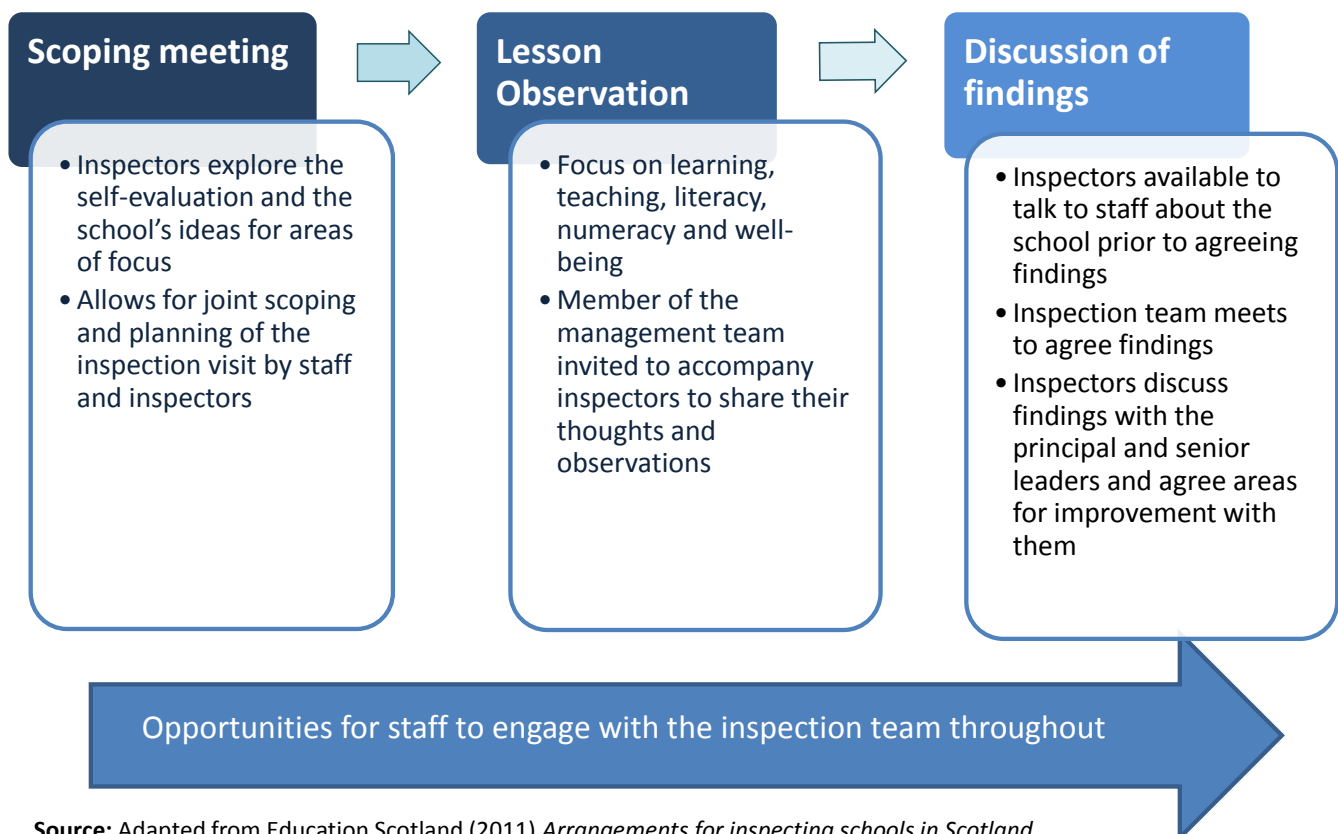 Scoping meeting
• Inspectors explore the
self-evaluation and the
school’s ideas for areas
of focus
• Allows for joint scoping
and planning of the
inspection visit by staff
and inspectors
Lesson
Observation
• Focus on learning,
teaching, literacy,
numeracy and well-
being
• Member of the
management team
invited to accompany
inspectors to share their
thoughts and
observations
Discussion of
findings
• Inspectors available to
talk to staff about the
school prior to agreeing
findings
• Inspection team meets
to agree findings
• Inspectors discuss
findings with the
principal and senior
leaders and agree areas
for improvement with
them
Opportunities for staff to engage with the inspection team throughout
Source: Adapted from Education Scotland (2011) Arrangements for inspecting schools in Scotland